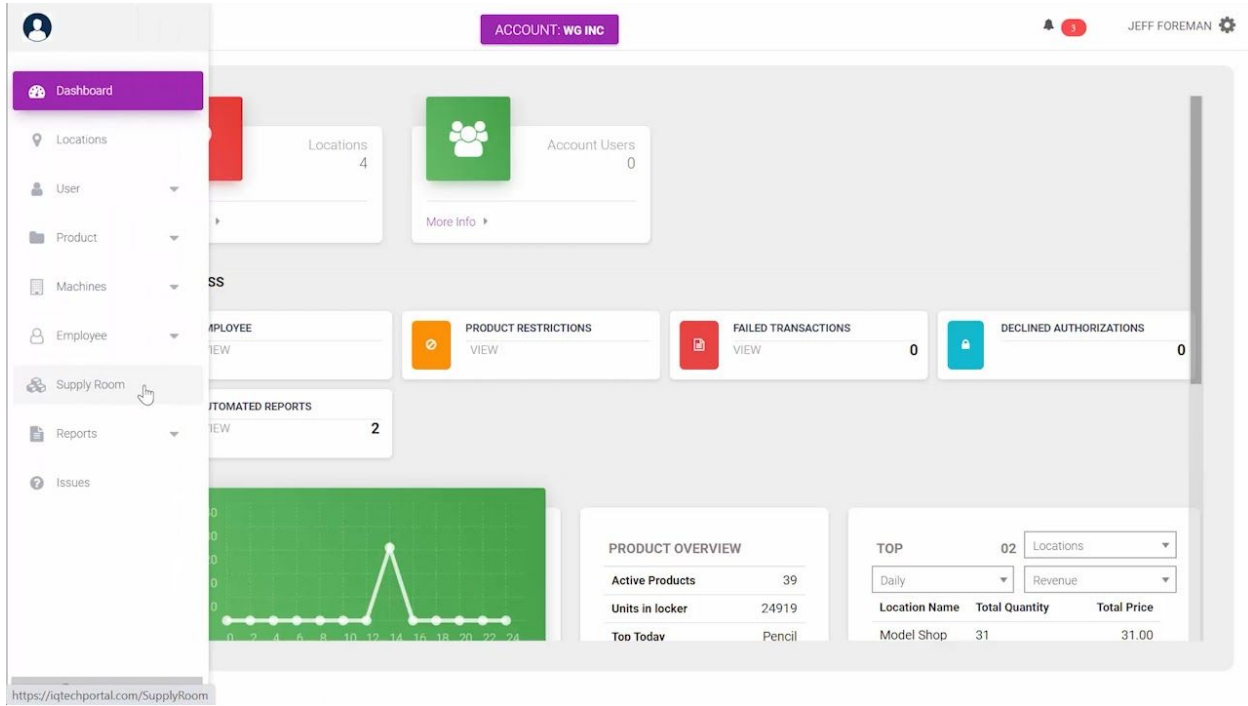 ACCOUNT: WG INC
3
JEFF FOREMAN
Dashboard
Locations
User
Product
Machines
Employee
Supply Room
Reports
Issues
https://iqtechportal.com/SupplyRoom
Locations
4
Account Users
0
More Info
SS
MPLOYEE
IEW
PRODUCT RESTRICTIONS
VIEW
FAILED TRANSACTIONS
VIEW 0
DECLINED AUTHORIZATIONS
0
UTOMATED REPORTS
IEW 2
0 2 4 6 8 10 12 14 16 18 20 22 24
PRODUCT OVERVIEW
Active Products 39
Units in locker 24919
Top Today Pencil
TOP 02 Locations
Daily Revenue
Location Name Total Quantity Total Price
Model Shop 31 31.00